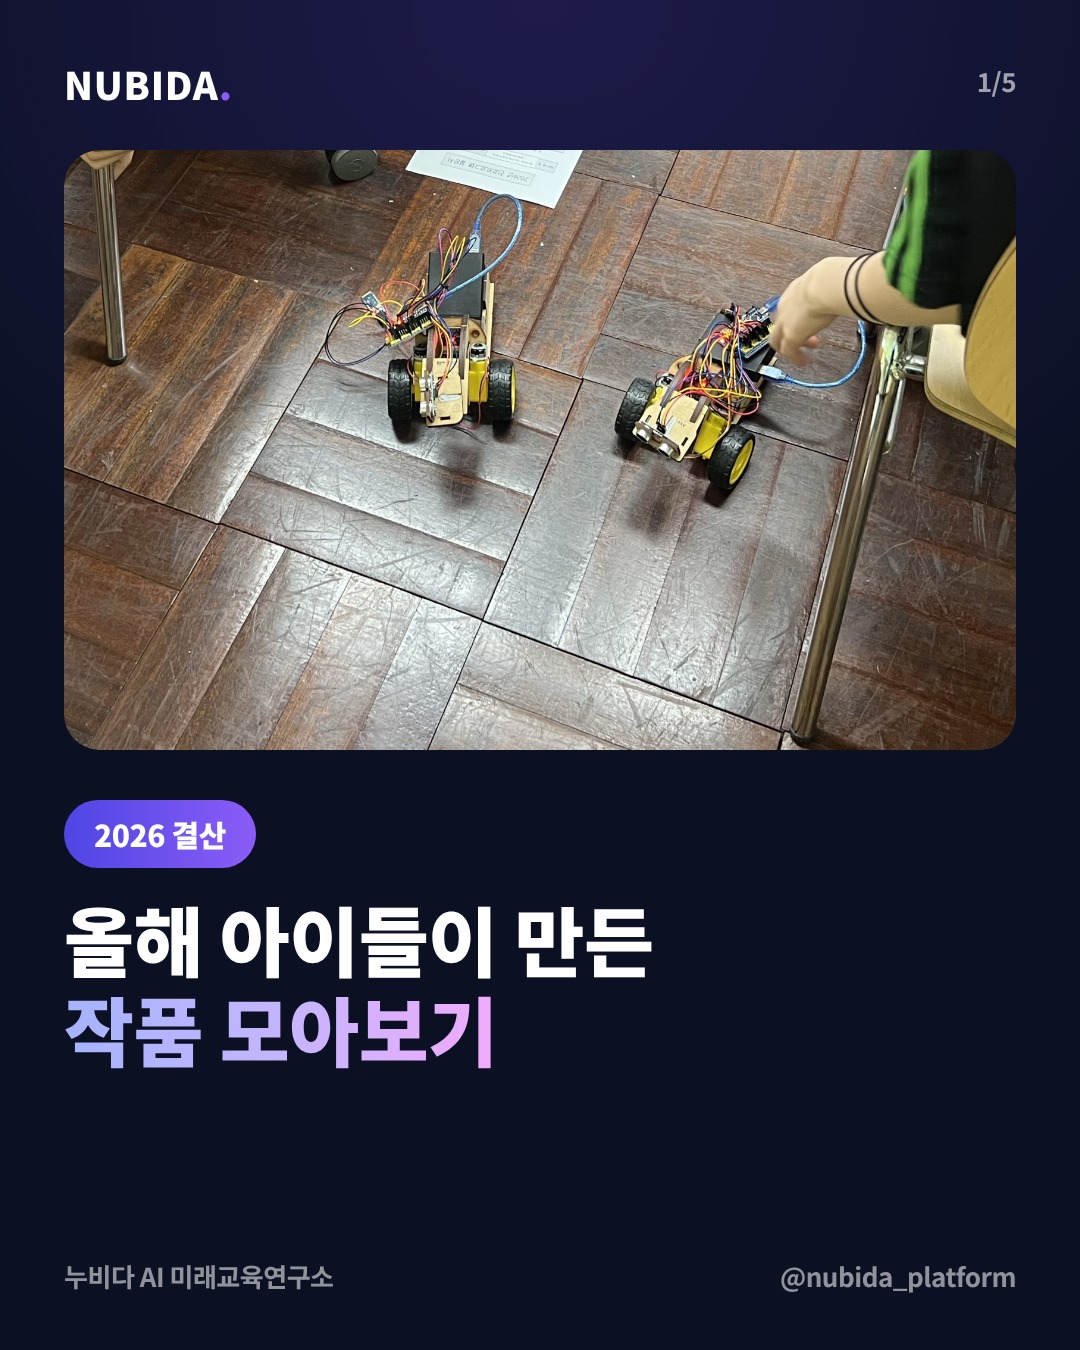 NUBIDA.
1/5
2026 결산
올해 아이들이 만든
작품 모아보기
누비다 AI 미래교육연구소
@nubida_platform